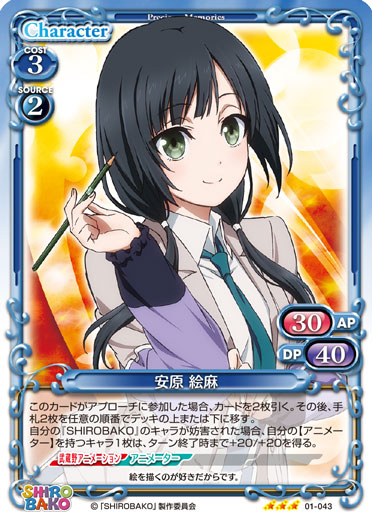 Precious Memories
Character
COST
3
SOURCE
2
30 AP
DP 40
安原 絵麻
このカードがアプローチに参加した場合、カードを2枚引く。その後、手
札2枚を任意の順番でデッキの上または下に移す。
自分の「SHIROBAKO」のキャラが妨害された場合、自分の【アニメー
ター】を持つキャラ1枚は、ターン終了時まで+20/+20を得る。
武蔵野アニメーション アニメーター
絵を描くのが好きだからです。
SHIRO
BAKO
©「SHIROBAKO」製作委員会
★★★ 01-043